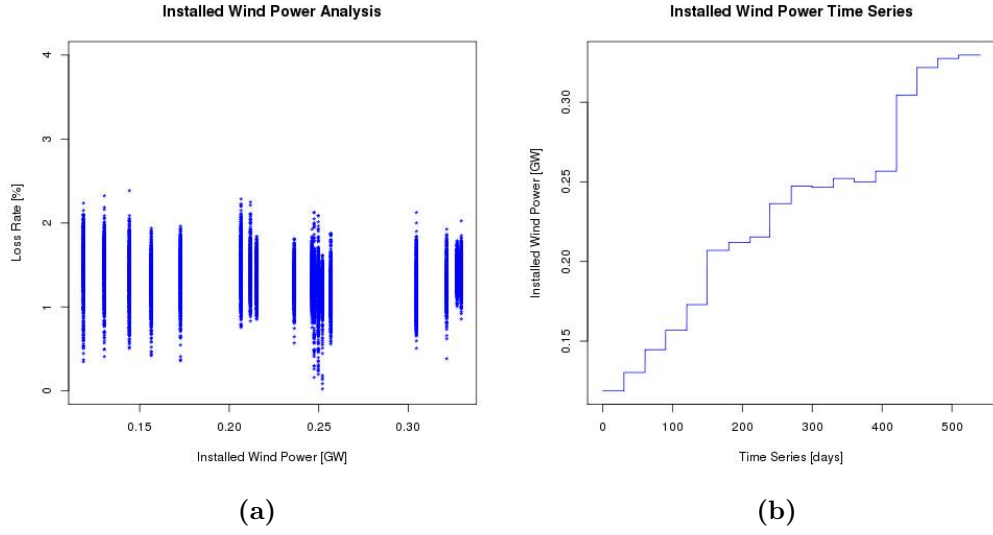 Installed Wind Power Analysis
4
3
2
1
0
Loss Rate [%]
0.15 0.20 0.25 0.30
Installed Wind Power [GW]
(a)
Installed Wind Power Time Series
0.30
0.25
0.20
0.15
Installed Wind Power [GW]
0 100 200 300 400 500
Time Series [days]
(b)